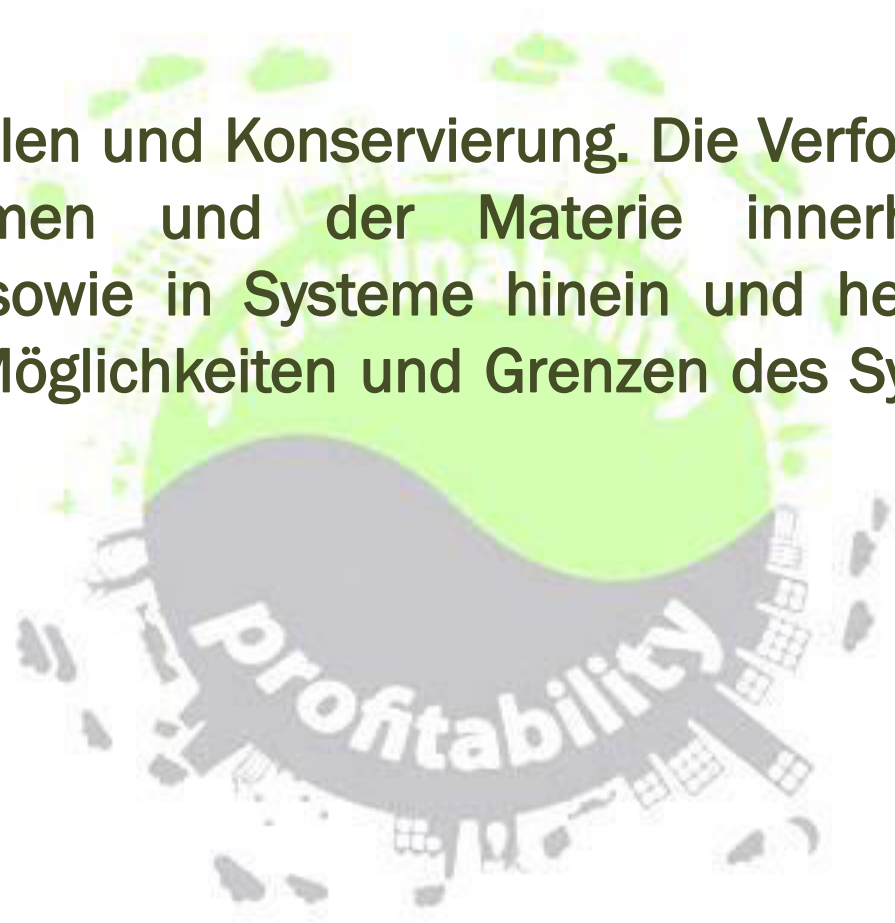 len und Konservierung. Die Verfo
men und der Materie innerh
sowie in Systeme hinein und he
Möglichkeiten und Grenzen des Sy
sustainability
profitability